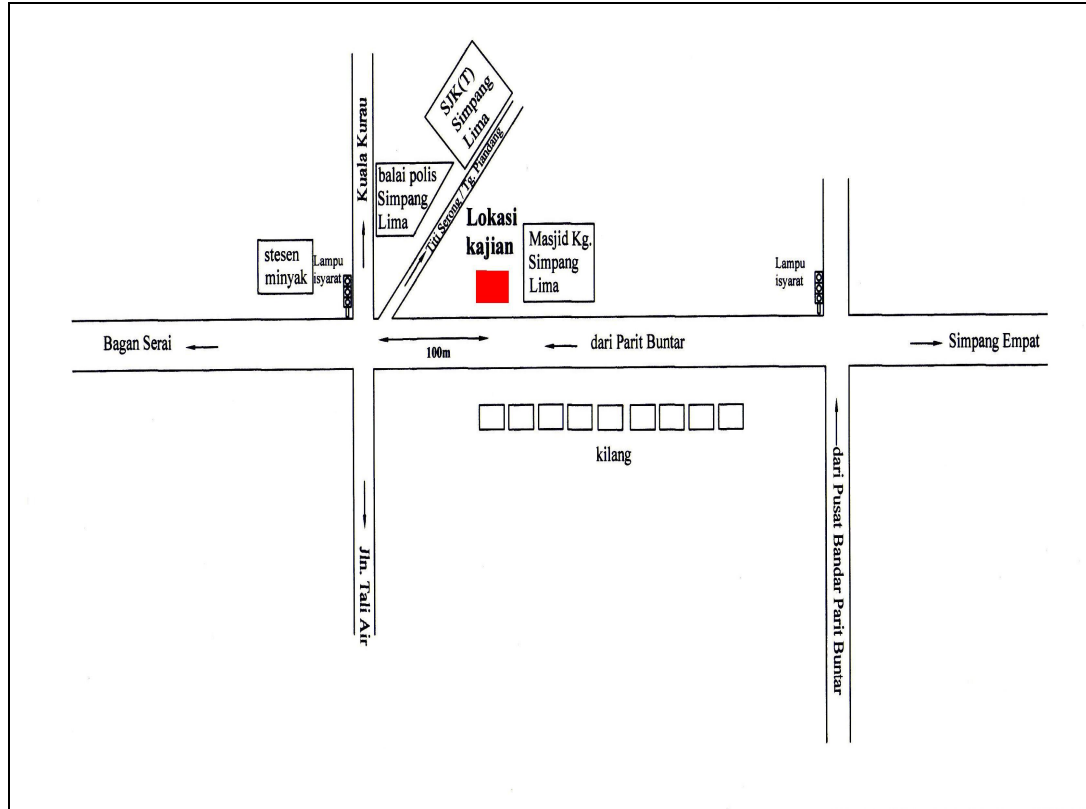 SJK(T)
Simpang
Lima
Kuala Kurau
balai polis
Simpang
Lima
Titi Serong / Tg. Piandang
Lokasi
kajian
Masjid Kg.
Simpang
Lima
stesen
minyak
Lampu
isyarat
Lampu
isyarat
Bagan Serai
100m
dari Parit Buntar
Simpang Empat
kilang
Jln. Tali Air
dari Pusat Bandar Parit Buntar